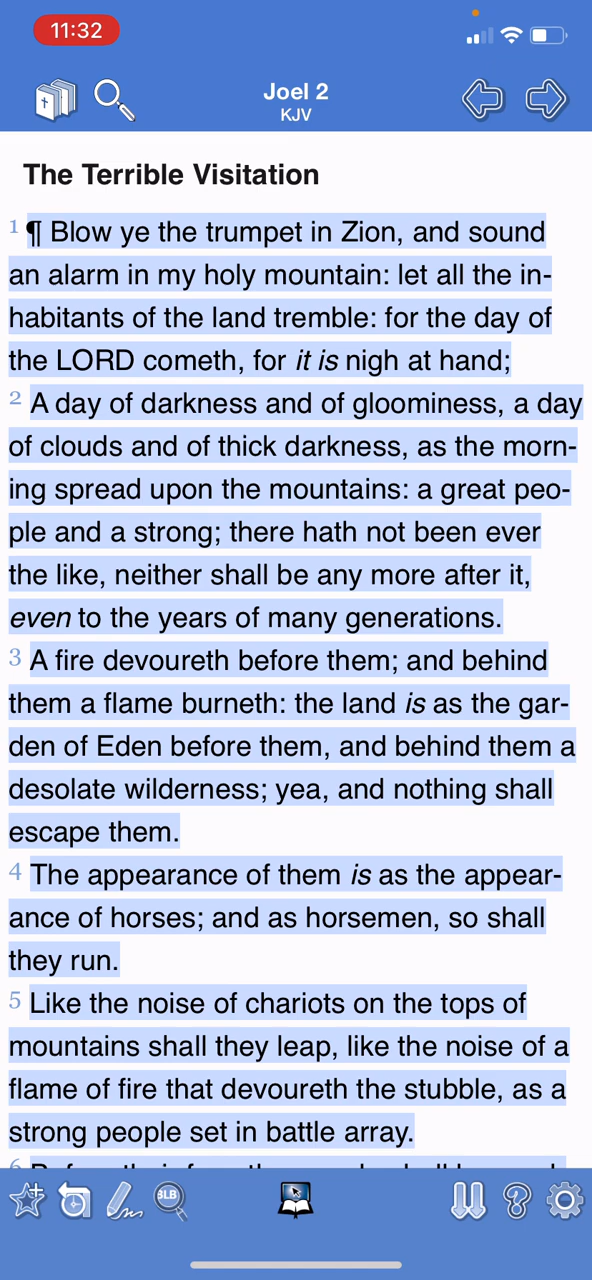 11:32
Joel 2
KJV
The Terrible Visitation
1 ¶ Blow ye the trumpet in Zion, and sound
an alarm in my holy mountain: let all the in-
habitants of the land tremble: for the day of
the LORD cometh, for it is nigh at hand;
2 A day of darkness and of gloominess, a day
of clouds and of thick darkness, as the morn-
ing spread upon the mountains: a great peo-
ple and a strong; there hath not been ever
the like, neither shall be any more after it,
even to the years of many generations.
3 A fire devoureth before them; and behind
them a flame burneth: the land is as the gar-
den of Eden before them, and behind them a
desolate wilderness; yea, and nothing shall
escape them.
4 The appearance of them is as the appear-
ance of horses; and as horsemen, so shall
they run.
5 Like the noise of chariots on the tops of
mountains shall they leap, like the noise of a
flame of fire that devoureth the stubble, as a
strong people set in battle array.
BLB